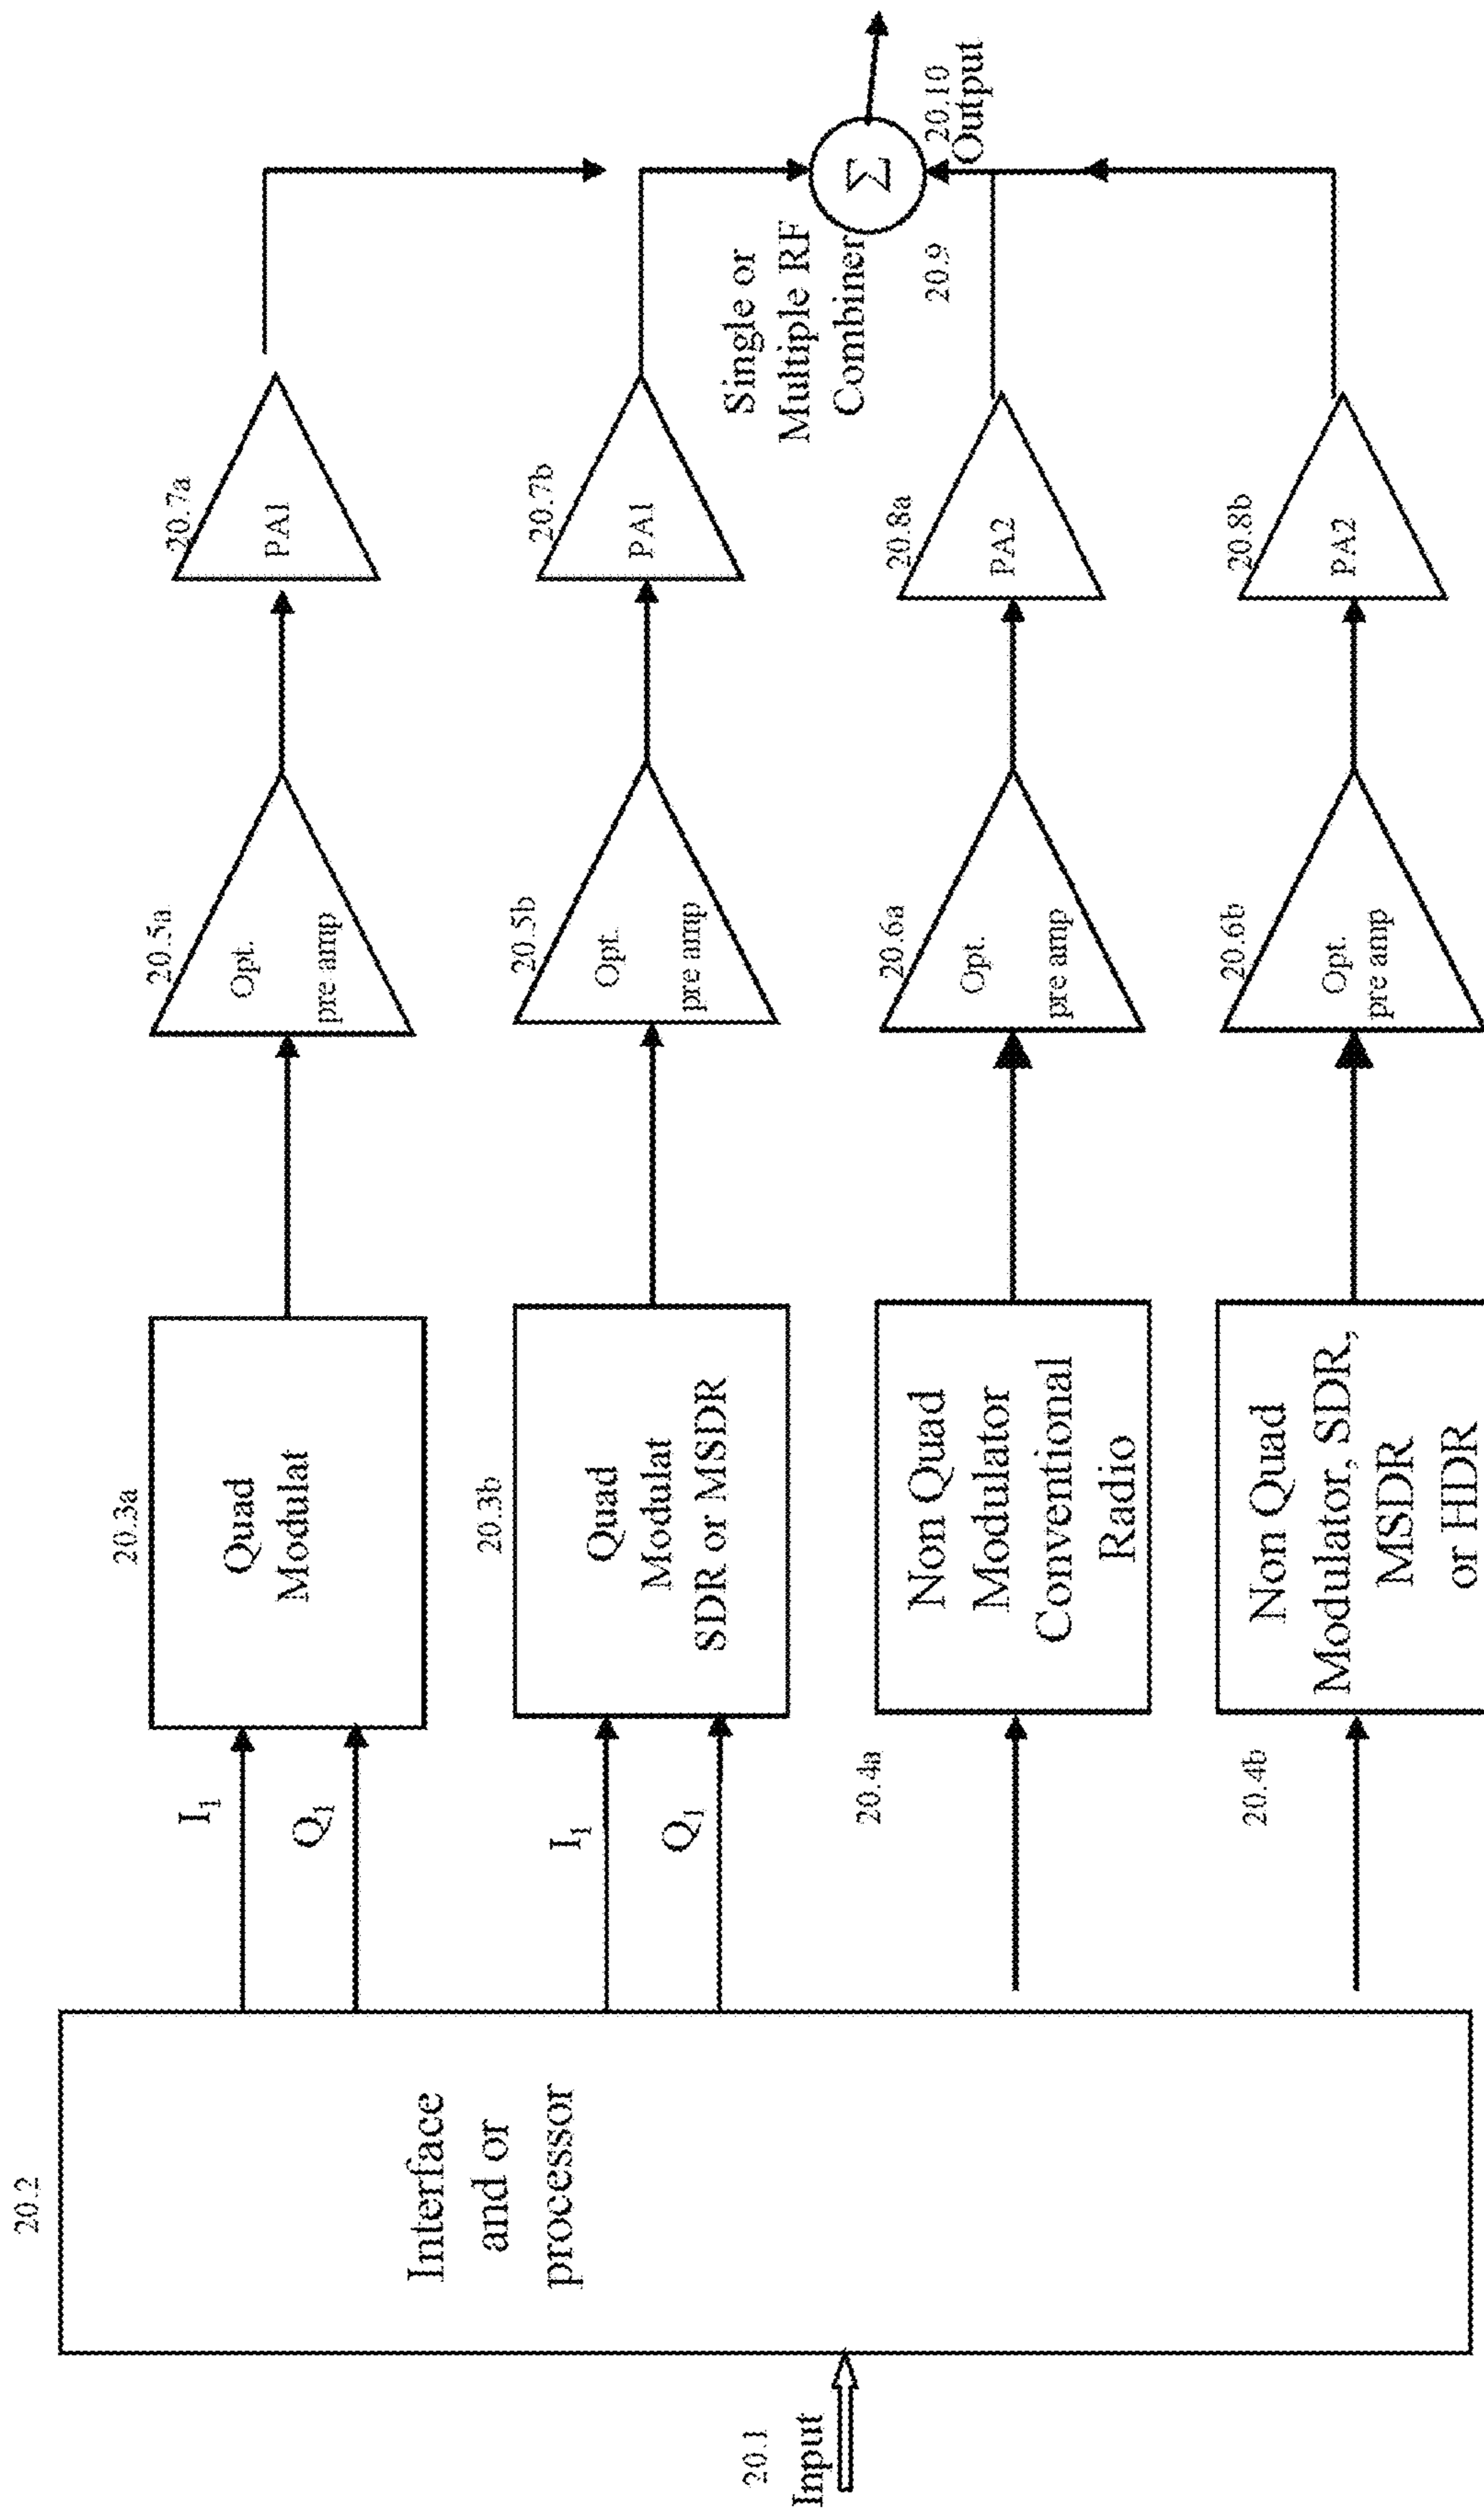 20.1
Input
20.2
Interface
and or
processor
I1
Q1
20.3a
Quad
Modulat
20.5a
Opt.
pre amp
20.7a
PA1
I1
Q1
20.3b
Quad
Modulat
SDR or MSDR
20.5b
Opt.
pre amp
20.7b
PA1
20.4a
Non Quad
Modulator
Conventional
Radio
20.6a
Opt.
pre amp
20.8a
PA2
20.4b
Non Quad
Modulator, SDR,
MSDR
or HDR
20.6b
Opt.
pre amp
20.8b
PA2
Single or
Multiple RF
Combiner
20.9
Σ
20.10
Output